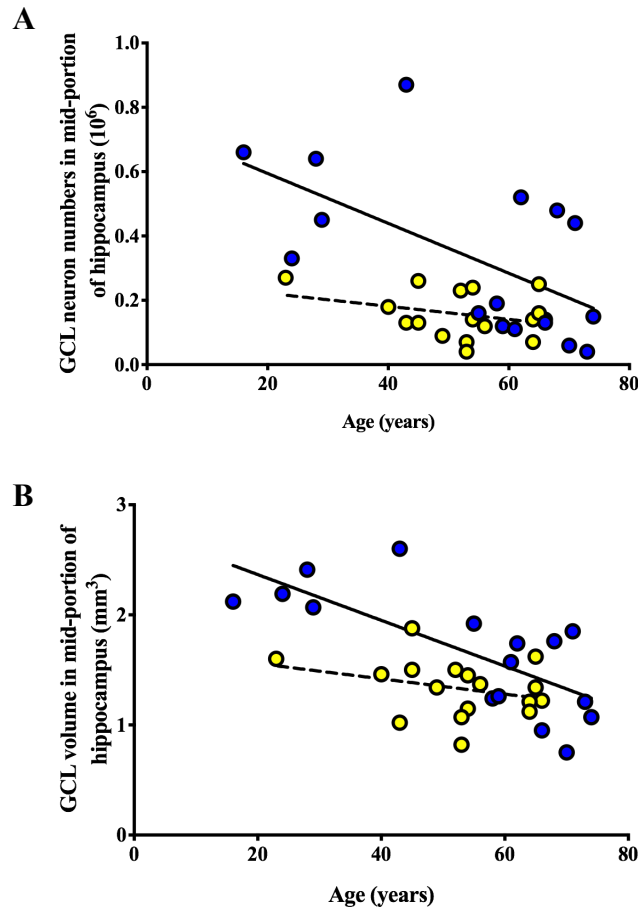 A
GCL neuron numbers in mid-portion
of hippocampus (10⁶)
1.0
0.8
0.6
0.4
0.2
0.0
0
20
40
60
80
Age (years)
B
GCL volume in mid-portion of
hippocampus (mm³)
3
2
1
0
0
20
40
60
80
Age (years)